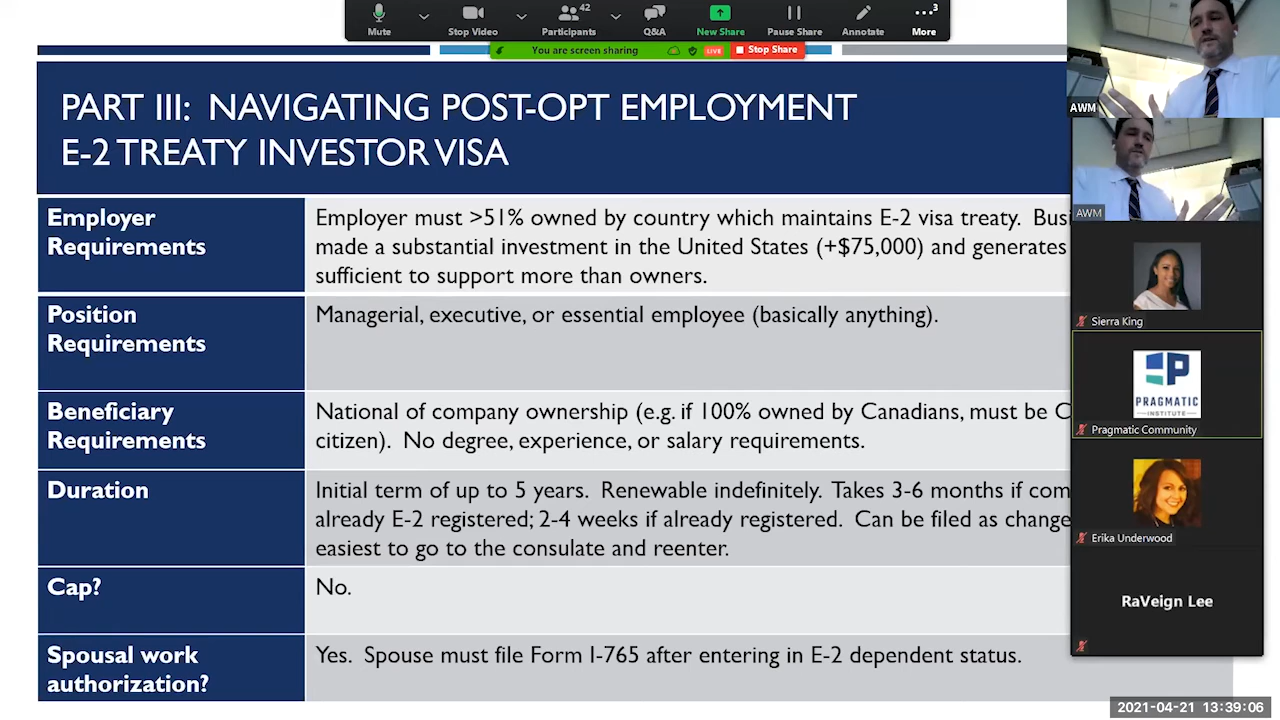 42
3
Mute
Stop Video
Participants
Q&A
New Share
Pause Share
Annotate
More
You are screen sharing
LIVE
Stop Share
PART III: NAVIGATING POST-OPT EMPLOYMENT
E-2 TREATY INVESTOR VISA
Employer
Requirements
Employer must >51% owned by country which maintains E-2 visa treaty. Busi
made a substantial investment in the United States (+$75,000) and generates
sufficient to support more than owners.
Position
Requirements
Managerial, executive, or essential employee (basically anything).
Beneficiary
Requirements
National of company ownership (e.g. if 100% owned by Canadians, must be C
citizen). No degree, experience, or salary requirements.
Duration
Initial term of up to 5 years. Renewable indefinitely. Takes 3-6 months if com
already E-2 registered; 2-4 weeks if already registered. Can be filed as change
easiest to go to the consulate and reenter.
Cap?
No.
Spousal work
authorization?
Yes. Spouse must file Form I-765 after entering in E-2 dependent status.
AWM
AWM
Sierra King
PRAGMATIC
INSTITUTE
Pragmatic Community
Erika Underwood
RaVeign Lee
2021-04-21 13:39:06